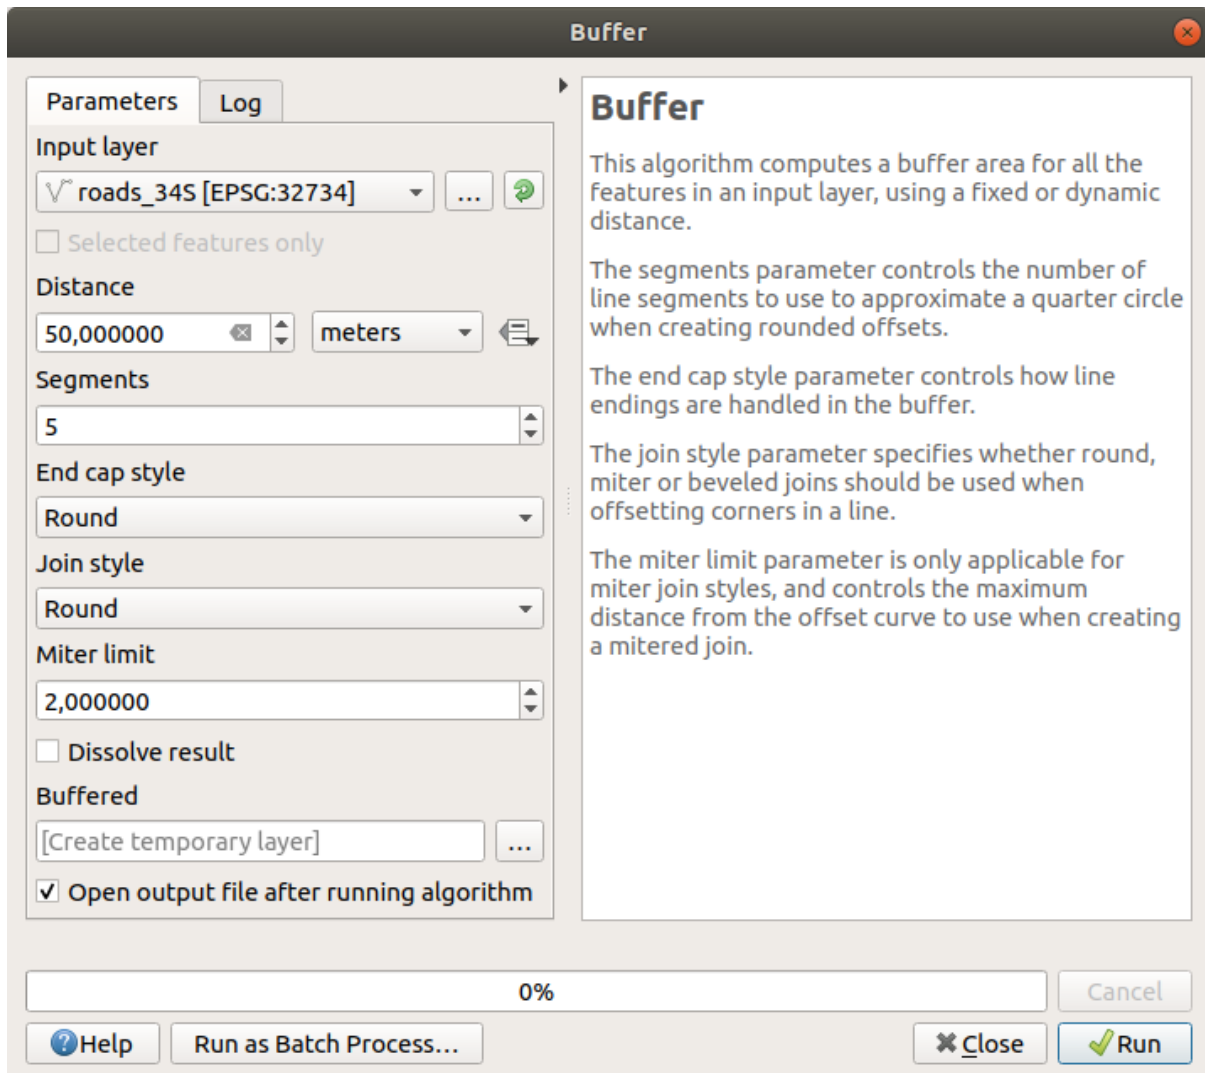 Buffer
Parameters
Log
Input layer
roads_34S [EPSG:32734]
...
Selected features only
Distance
50,000000
meters
Segments
5
End cap style
Round
Join style
Round
Miter limit
2,000000
Dissolve result
Buffered
[Create temporary layer]
...
Open output file after running algorithm
Buffer
This algorithm computes a buffer area for all the
features in an input layer, using a fixed or dynamic
distance.
The segments parameter controls the number of
line segments to use to approximate a quarter circle
when creating rounded offsets.
The end cap style parameter controls how line
endings are handled in the buffer.
The join style parameter specifies whether round,
miter or beveled joins should be used when
offsetting corners in a line.
The miter limit parameter is only applicable for
miter join styles, and controls the maximum
distance from the offset curve to use when creating
a mitered join.
0%
Cancel
Help
Run as Batch Process...
Close
Run